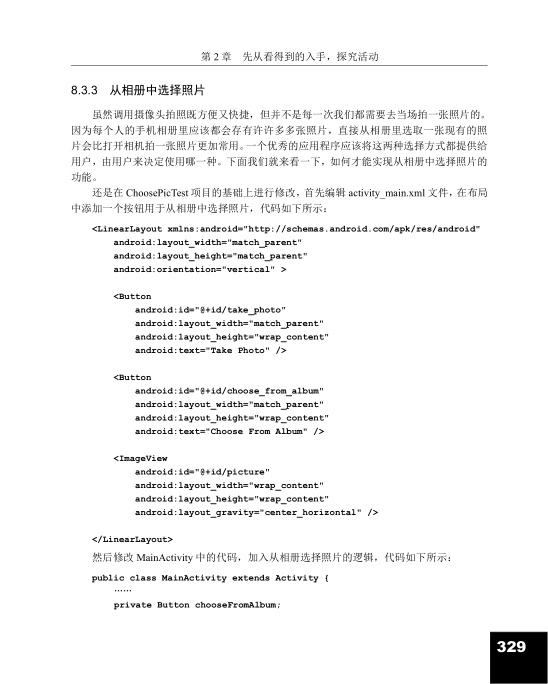 第 2 章 先从看得到的入手，探究活动
8.3.3 从相册中选择照片
虽然调用摄像头拍照既方便又快捷，但并不是每一次我们都需要去当场拍一张照片的。
因为每个人的手机相册里应该都会存有许许多多张照片，直接从相册里选取一张现有的照
片会比打开相机拍一张照片更加常用。一个优秀的应用程序应该将这两种选择方式都提供给
用户，由用户来决定使用哪一种。下面我们就来看一下，如何才能实现从相册中选择照片的
功能。
还是在 ChoosePicTest 项目的基础上进行修改，首先编辑 activity_main.xml 文件，在布局
中添加一个按钮用于从相册中选择照片，代码如下所示：
<LinearLayout xmlns:android="http://schemas.android.com/apk/res/android"
android:layout_width="match_parent"
android:layout_height="match_parent"
android:orientation="vertical" >
<Button
android:id="@+id/take_photo"
android:layout_width="match_parent"
android:layout_height="wrap_content"
android:text="Take Photo" />
<Button
android:id="@+id/choose_from_album"
android:layout_width="match_parent"
android:layout_height="wrap_content"
android:text="Choose From Album" />
<ImageView
android:id="@+id/picture"
android:layout_width="wrap_content"
android:layout_height="wrap_content"
android:layout_gravity="center_horizontal" />
</LinearLayout>
然后修改 MainActivity 中的代码，加入从相册选择照片的逻辑，代码如下所示：
public class MainActivity extends Activity {
……
private Button chooseFromAlbum;
329